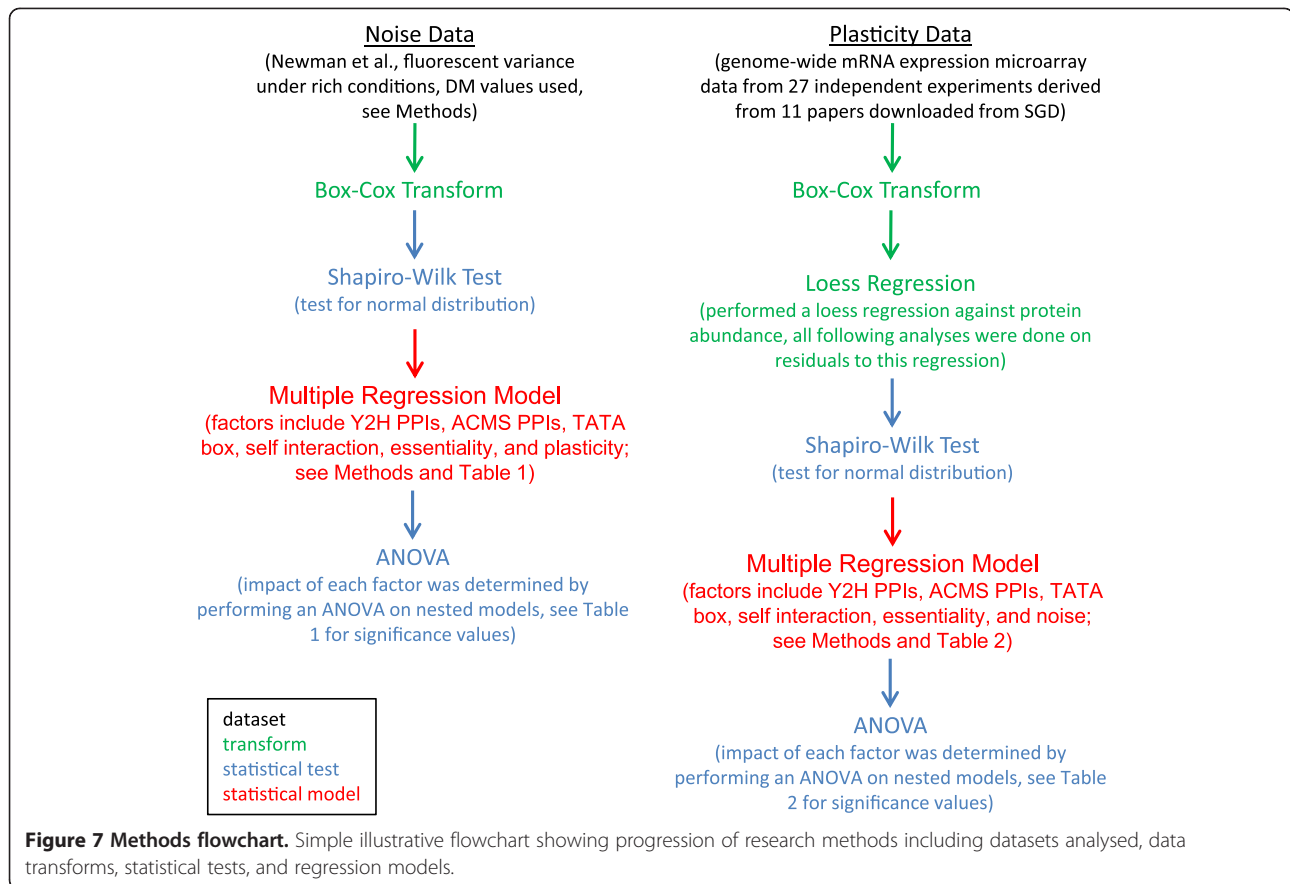 Noise Data
(Newman et al., fluorescent variance
under rich conditions, DM values used,
see Methods)
Box-Cox Transform
Shapiro-Wilk Test
(test for normal distribution)
Multiple Regression Model
(factors include Y2H PPIs, ACMS PPIs, TATA
box, self interaction, essentiality, and plasticity;
see Methods and Table 1)
ANOVA
(impact of each factor was determined by
performing an ANOVA on nested models, see Table
1 for significance values)
Plasticity Data
(genome-wide mRNA expression microarray
data from 27 independent experiments derived
from 11 papers downloaded from SGD)
Box-Cox Transform
Loess Regression
(performed a loess regression against protein
abundance, all following analyses were done on
residuals to this regression)
Shapiro-Wilk Test
(test for normal distribution)
Multiple Regression Model
(factors include Y2H PPIs, ACMS PPIs, TATA
box, self interaction, essentiality, and noise;
see Methods and Table 2)
ANOVA
(impact of each factor was determined by
performing an ANOVA on nested models, see Table
2 for significance values)
dataset
transform
statistical test
statistical model
Figure 7 Methods flowchart. Simple illustrative flowchart showing progression of research methods including datasets analysed, data
transforms, statistical tests, and regression models.